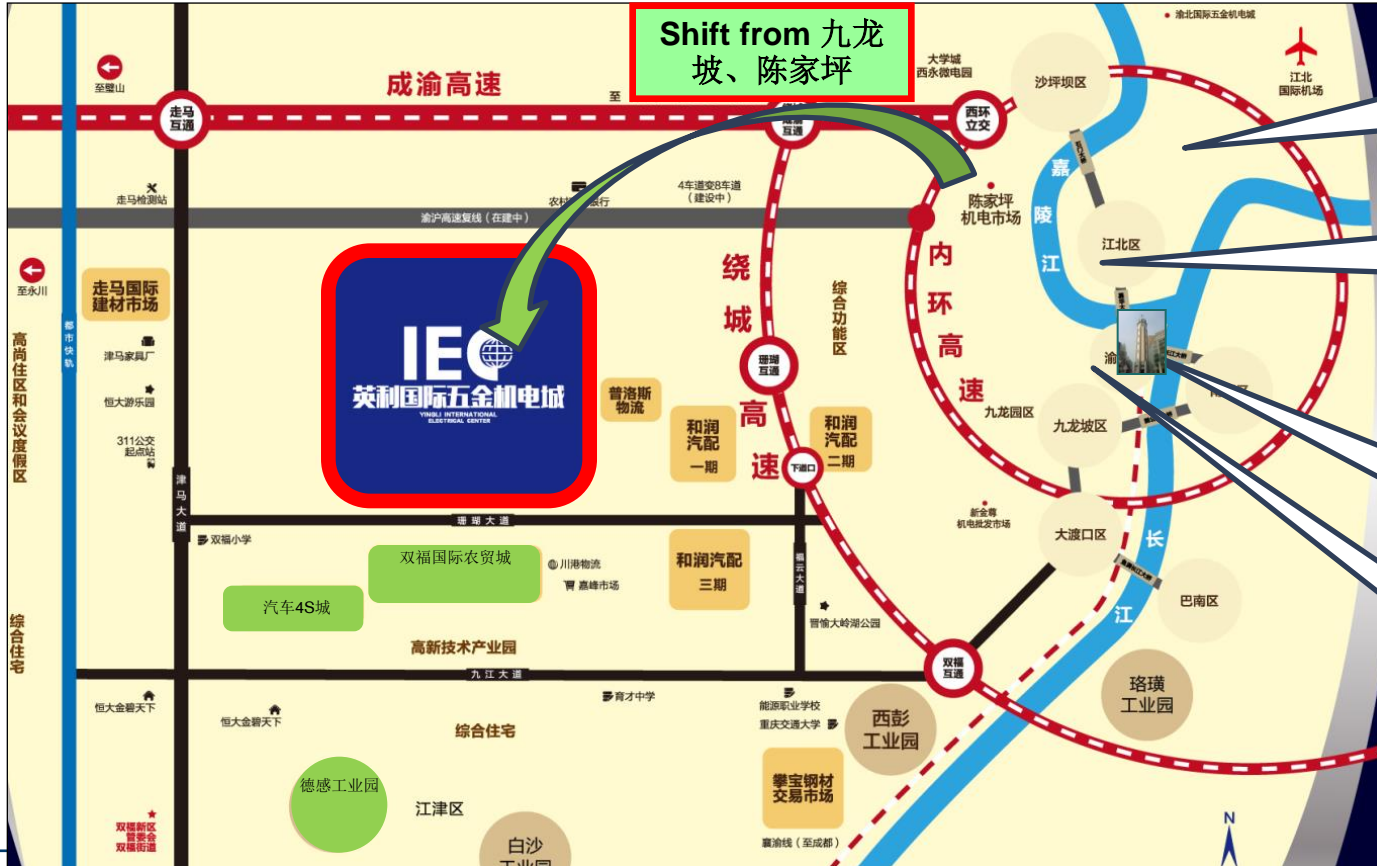 渝北国际五金机电城
Shift from 九龙
坡、陈家坪
大学城
西永微电园
沙坪坝区
江北
国际机场
至璧山
成渝高速
至
走马
互通
互通
西环
立交
走马检测站
农村
银行
4车道变8车道
(建设中)
渝沪高速复线(在建中)
陈家坪
机电市场
嘉
陵
江
江北区
至永川
走马国际
建材市场
都市快轨
高尚住区和会议度假区
津马家具厂
恒大游乐园
311公交
起点站
津马大道
IEC
英利国际五金机电城
YINGLI INTERNATIONAL
ELECTRICAL CENTER
普洛斯
物流
和润
汽配
一期
绕
城
高
速
珊瑚
互通
综合功能区
和润
汽配
二期
下道口
内
环
高
速
渝
九龙园区
九龙坡区
新金尊
机电批发市场
大渡口区
长
江
巴南区
珊瑚大道
双福小学
双福国际农贸城
川港物流
嘉峰市场
和润汽配
三期
福云大道
汽车4S城
晋愉大岭湖公园
高新技术产业园
综合住宅
九江大道
双福
互通
珞璜
工业园
恒大金碧天下
恒大金碧天下
育才中学
能源职业学校
重庆交通大学
西彭
工业园
综合住宅
攀宝钢材
交易市场
德感工业园
江津区
双福新区
管委会
双福街道
白沙
工业园
襄渝线(至成都)
N